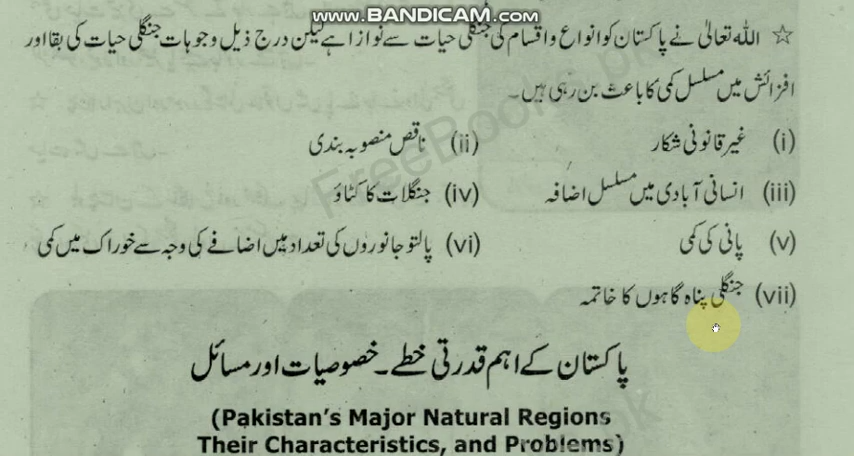 www.BANDICAM.com
☆ اللہ تعالیٰ نے پاکستان کو انواع و اقسام کی جنگلی حیات سے نوازا ہے لیکن درج ذیل وجوہات جنگلی حیات کی بقا اور
افزائش میں مسلسل کمی کا باعث بن رہی ہیں۔
(i) غیر قانونی شکار (ii) ناقص منصوبہ بندی
(iii) انسانی آبادی میں مسلسل اضافہ (iv) جنگلات کا کٹاؤ
(v) پانی کی کمی (vi) پالتو جانوروں کی تعداد میں اضافے کی وجہ سے خوراک میں کمی
(vii) جنگلی پناہ گاہوں کا خاتمہ
پاکستان کے اہم قدرتی خطے۔ خصوصیات اور مسائل
(Pakistan's Major Natural Regions
Their Characteristics, and Problems)